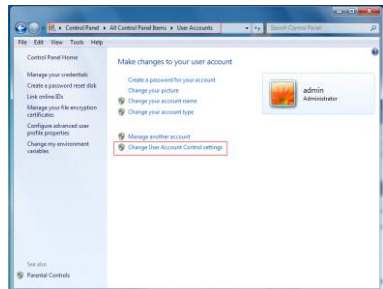 Control Panel ▸ All Control Panel Items ▸ User Accounts
Search Control Panel
File Edit View Tools Help
Control Panel Home
Manage your credentials
Create a password reset disk
Link online IDs
Manage your file encryption
certificates
Configure advanced user
profile properties
Change my environment
variables
See also
Parental Controls
Make changes to your user account
Create a password for your account
Change your picture
Change your account name
Change your account type
Manage another account
Change User Account Control settings
admin
Administrator